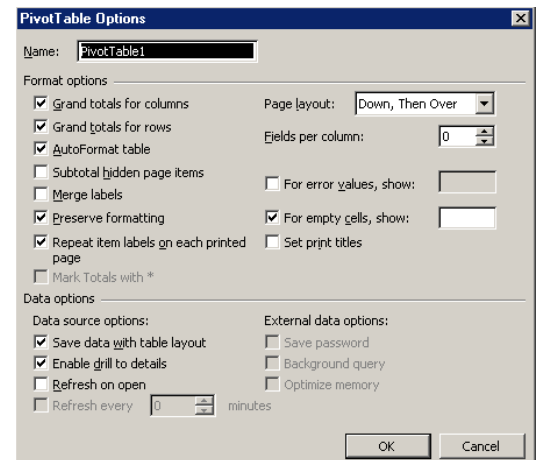 PivotTable Options
Name: PivotTable1
Format options
Grand totals for columns
Grand totals for rows
AutoFormat table
Subtotal hidden page items
Merge labels
Preserve formatting
Repeat item labels on each printed
page
Mark Totals with *
Page layout: Down, Then Over
Fields per column: 0
For error values, show:
For empty cells, show:
Set print titles
Data options
Data source options:
Save data with table layout
Enable drill to details
Refresh on open
Refresh every 0 minutes
External data options:
Save password
Background query
Optimize memory
OK Cancel